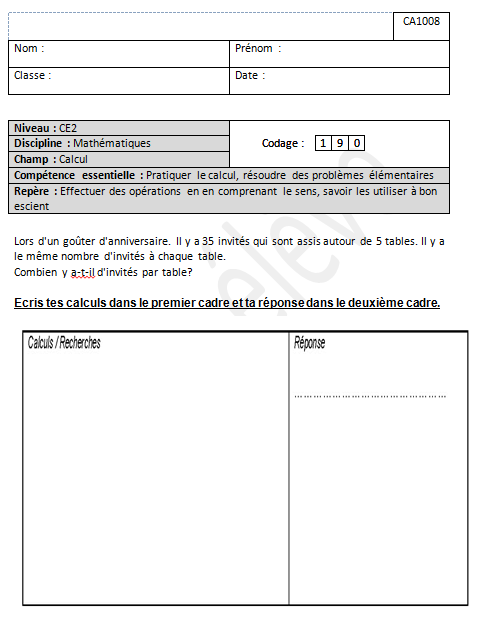 CA1008
Nom :
Prénom :
Classe :
Date :
Niveau : CE2
Discipline : Mathématiques
Codage : 1 9 0
Champ : Calcul
Compétence essentielle : Pratiquer le calcul, résoudre des problèmes élémentaires
Repère : Effectuer des opérations en en comprenant le sens, savoir les utiliser à bon
escient
élève
Lors d'un goûter d'anniversaire. Il y a 35 invités qui sont assis autour de 5 tables. Il y a
le même nombre d'invités à chaque table.
Combien y a-t-il d'invités par table?
Ecris tes calculs dans le premier cadre et ta réponse dans le deuxième cadre.
Calculs / Recherches
Réponse
……………………………………………